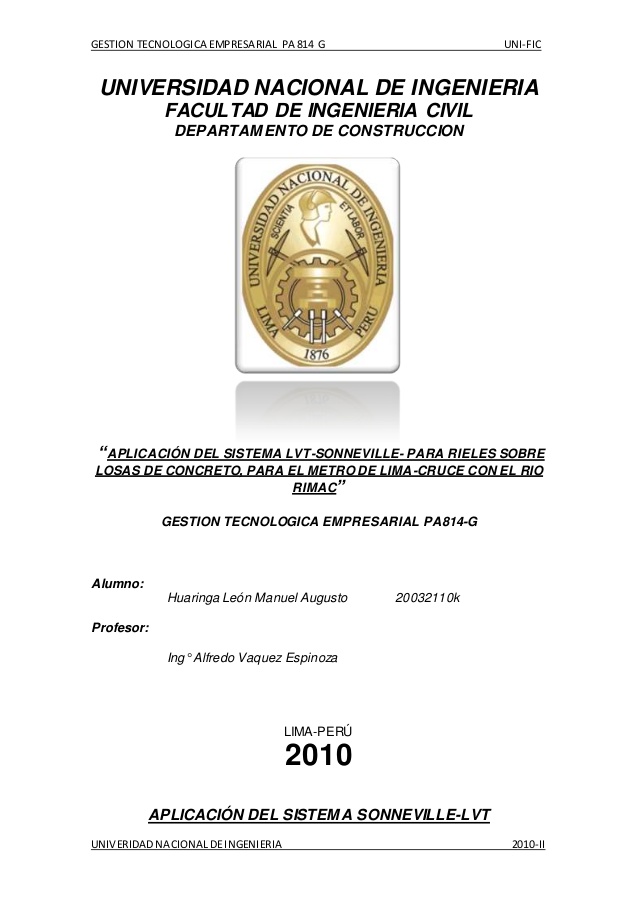 GESTION TECNOLOGICA EMPRESARIAL PA 814 G UNI-FIC
UNIVERSIDAD NACIONAL DE INGENIERIA
FACULTAD DE INGENIERIA CIVIL
DEPARTAMENTO DE CONSTRUCCION
UNIVERSIDAD NACIONAL DE INGENIERIA
SCIENTIA ET LABOR
LIMA PERU
1876
“APLICACIÓN DEL SISTEMA LVT-SONNEVILLE- PARA RIELES SOBRE
LOSAS DE CONCRETO, PARA EL METRO DE LIMA-CRUCE CON EL RIO
RIMAC”
GESTION TECNOLOGICA EMPRESARIAL PA814-G
Alumno:
Huaringa León Manuel Augusto 20032110k
Profesor:
Ing° Alfredo Vaquez Espinoza
LIMA-PERÚ
2010
APLICACIÓN DEL SISTEMA SONNEVILLE-LVT
UNIVERIDAD NACIONAL DE INGENIERIA 2010-II